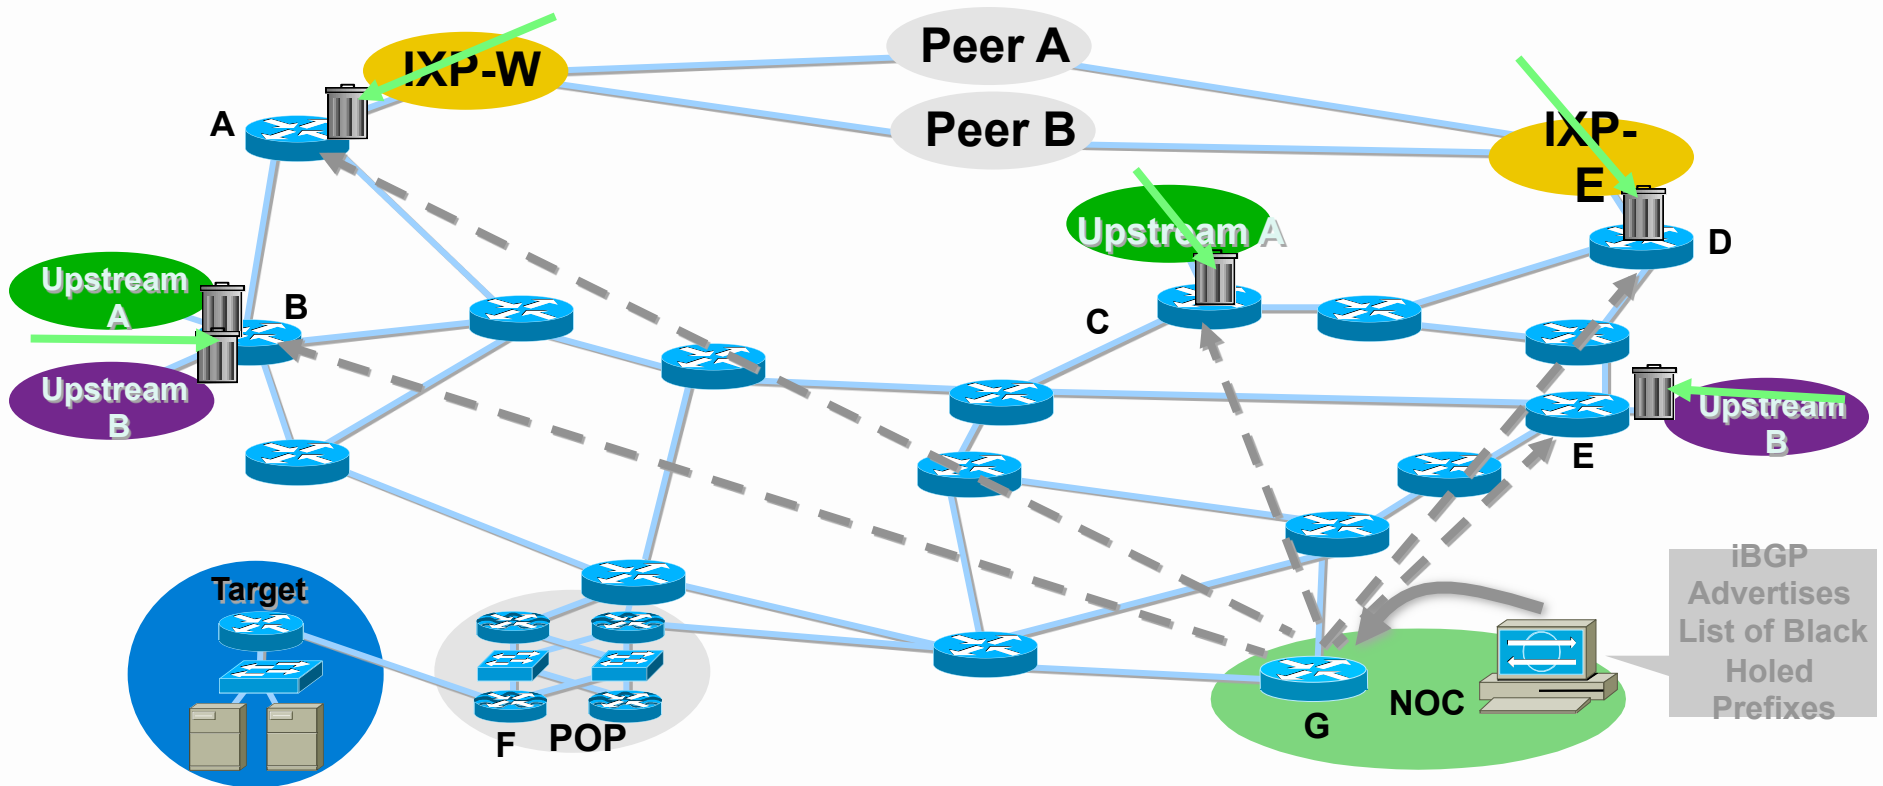 IXP-W
Peer A
A
Peer B
IXP-
E
Upstream A
D
Upstream
A
B
C
Upstream
B
Upstream
B
E
iBGP
Advertises
List of Black
Holed
Prefixes
Target
NOC
F
POP
G